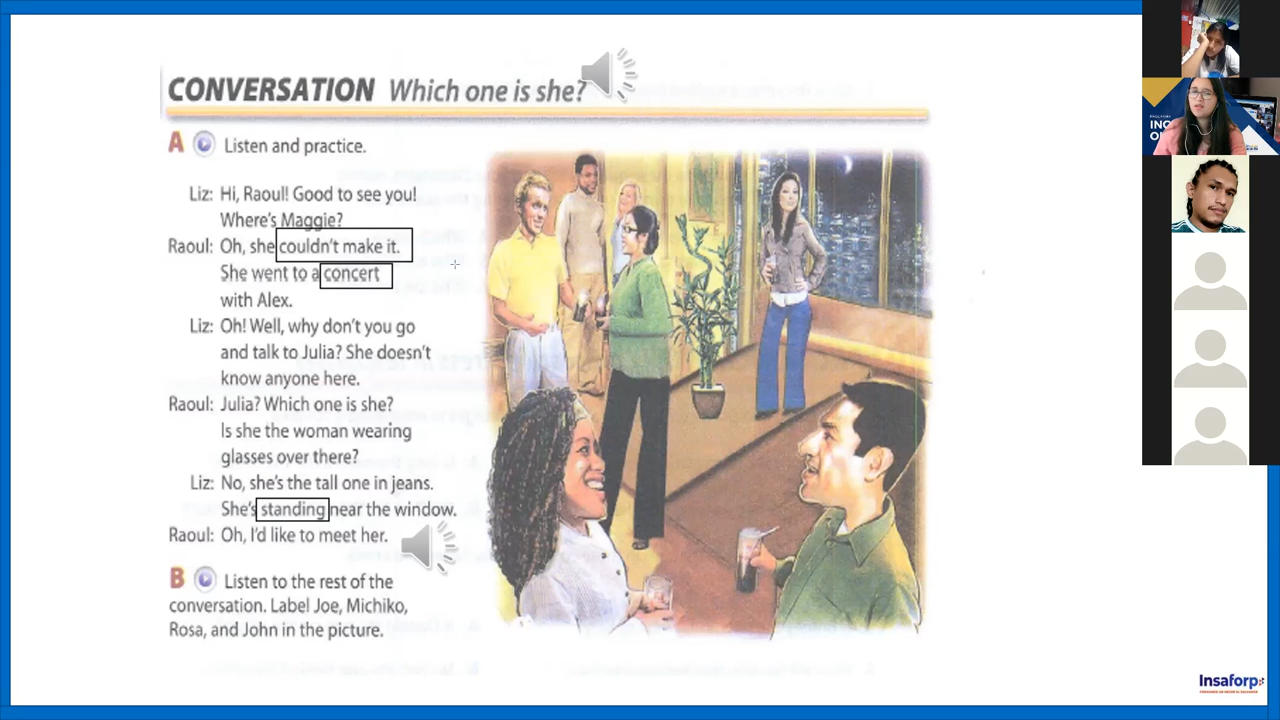 CONVERSATION Which one is she?
A Listen and practice.
Liz: Hi, Raoul! Good to see you!
Where's Maggie?
Raoul: Oh, she couldn't make it.
She went to a concert
with Alex.
Liz: Oh! Well, why don't you go
and talk to Julia? She doesn't
know anyone here.
Raoul: Julia? Which one is she?
Is she the woman wearing
glasses over there?
Liz: No, she's the tall one in jeans.
She's standing near the window.
Raoul: Oh, I'd like to meet her.
B Listen to the rest of the
conversation. Label Joe, Michiko,
Rosa, and John in the picture.
Insaforp